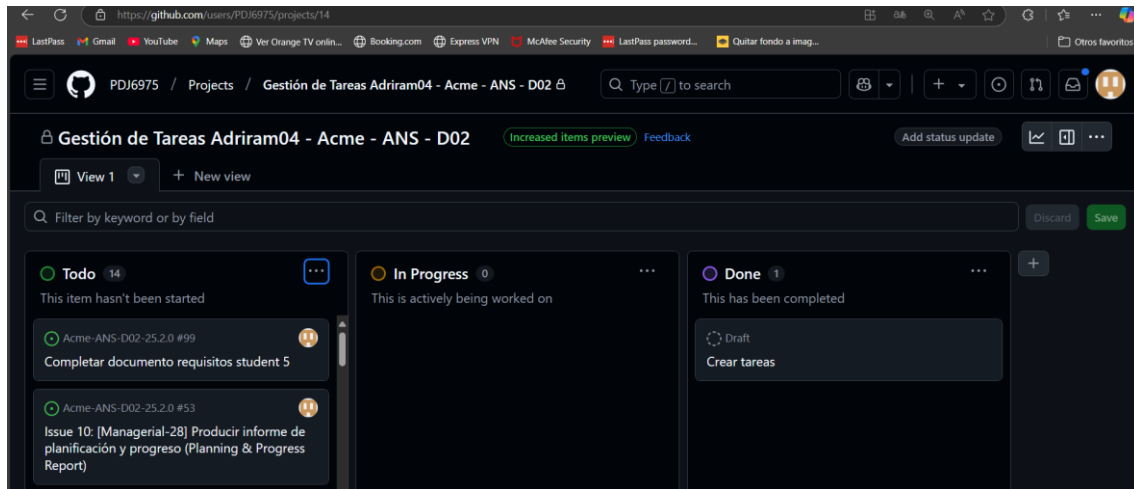 https://github.com/users/PDJ6975/projects/14
LastPass Gmail YouTube Maps Ver Orange TV onlin... Booking.com Express VPN McAfee Security LastPass password... Quitar fondo a imag... Otros favoritos
PDJ6975 / Projects / Gestión de Tareas Adriram04 - Acme - ANS - D02 Type / to search
Gestión de Tareas Adriram04 - Acme - ANS - D02 Increased items preview Feedback Add status update
View 1 + New view
Filter by keyword or by field Discard Save
Todo 14 In Progress 0 Done 1
This item hasn't been started This is actively being worked on This has been completed
Acme-ANS-D02-25.2.0 #99 Draft
Completar documento requisitos student 5 Crear tareas
Acme-ANS-D02-25.2.0 #53
Issue 10: [Managerial-28] Producir informe de
planificación y progreso (Planning & Progress
Report)